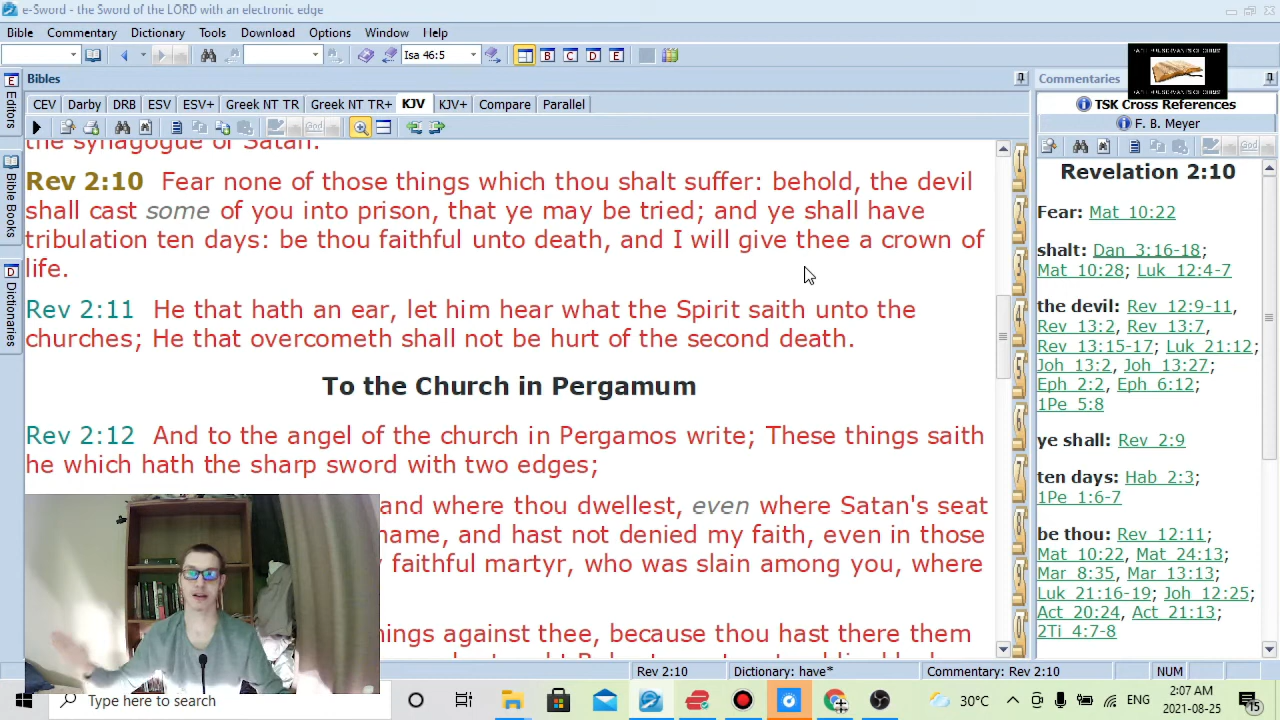 e-Sword - the Sword of the LORD with an electronic edge
Bible Commentary Dictionary Tools Download Options Window Help
Isa 46:5
B C D E
Bibles
Commentaries
Editors
Bible Books
Dictionaries
CEV Darby DRB ESV ESV+ Greek NT TR Greek NT TR+ KJV KJV+ Compare Parallel
the synagogue of Satan.
Rev 2:10 Fear none of those things which thou shalt suffer: behold, the devil
shall cast some of you into prison, that ye may be tried; and ye shall have
tribulation ten days: be thou faithful unto death, and I will give thee a crown of
life.
Rev 2:11 He that hath an ear, let him hear what the Spirit saith unto the
churches; He that overcometh shall not be hurt of the second death.
To the Church in Pergamum
Rev 2:12 And to the angel of the church in Pergamos write; These things saith
he which hath the sharp sword with two edges;
and where thou dwellest, even where Satan's seat
name, and hast not denied my faith, even in those
faithful martyr, who was slain among you, where
things against thee, because thou hast there them
TSK Cross References
F. B. Meyer
Revelation 2:10
Fear: Mat 10:22
shalt: Dan 3:16-18;
Mat 10:28; Luk 12:4-7
the devil: Rev 12:9-11,
Rev 13:2, Rev 13:7,
Rev 13:15-17; Luk 21:12;
Joh 13:2, Joh 13:27;
Eph 2:2, Eph 6:12;
1Pe 5:8
ye shall: Rev 2:9
ten days: Hab 2:3;
1Pe 1:6-7
be thou: Rev 12:11;
Mat 10:22, Mat 24:13;
Mar 8:35, Mar 13:13;
Luk 21:16-19; Joh 12:25;
Act 20:24, Act 21:13;
2Ti 4:7-8
Rev 2:10 Dictionary: have* Commentary: Rev 2:10 NUM
Type here to search
30°C
ENG
2:07 AM
2021-08-25
15